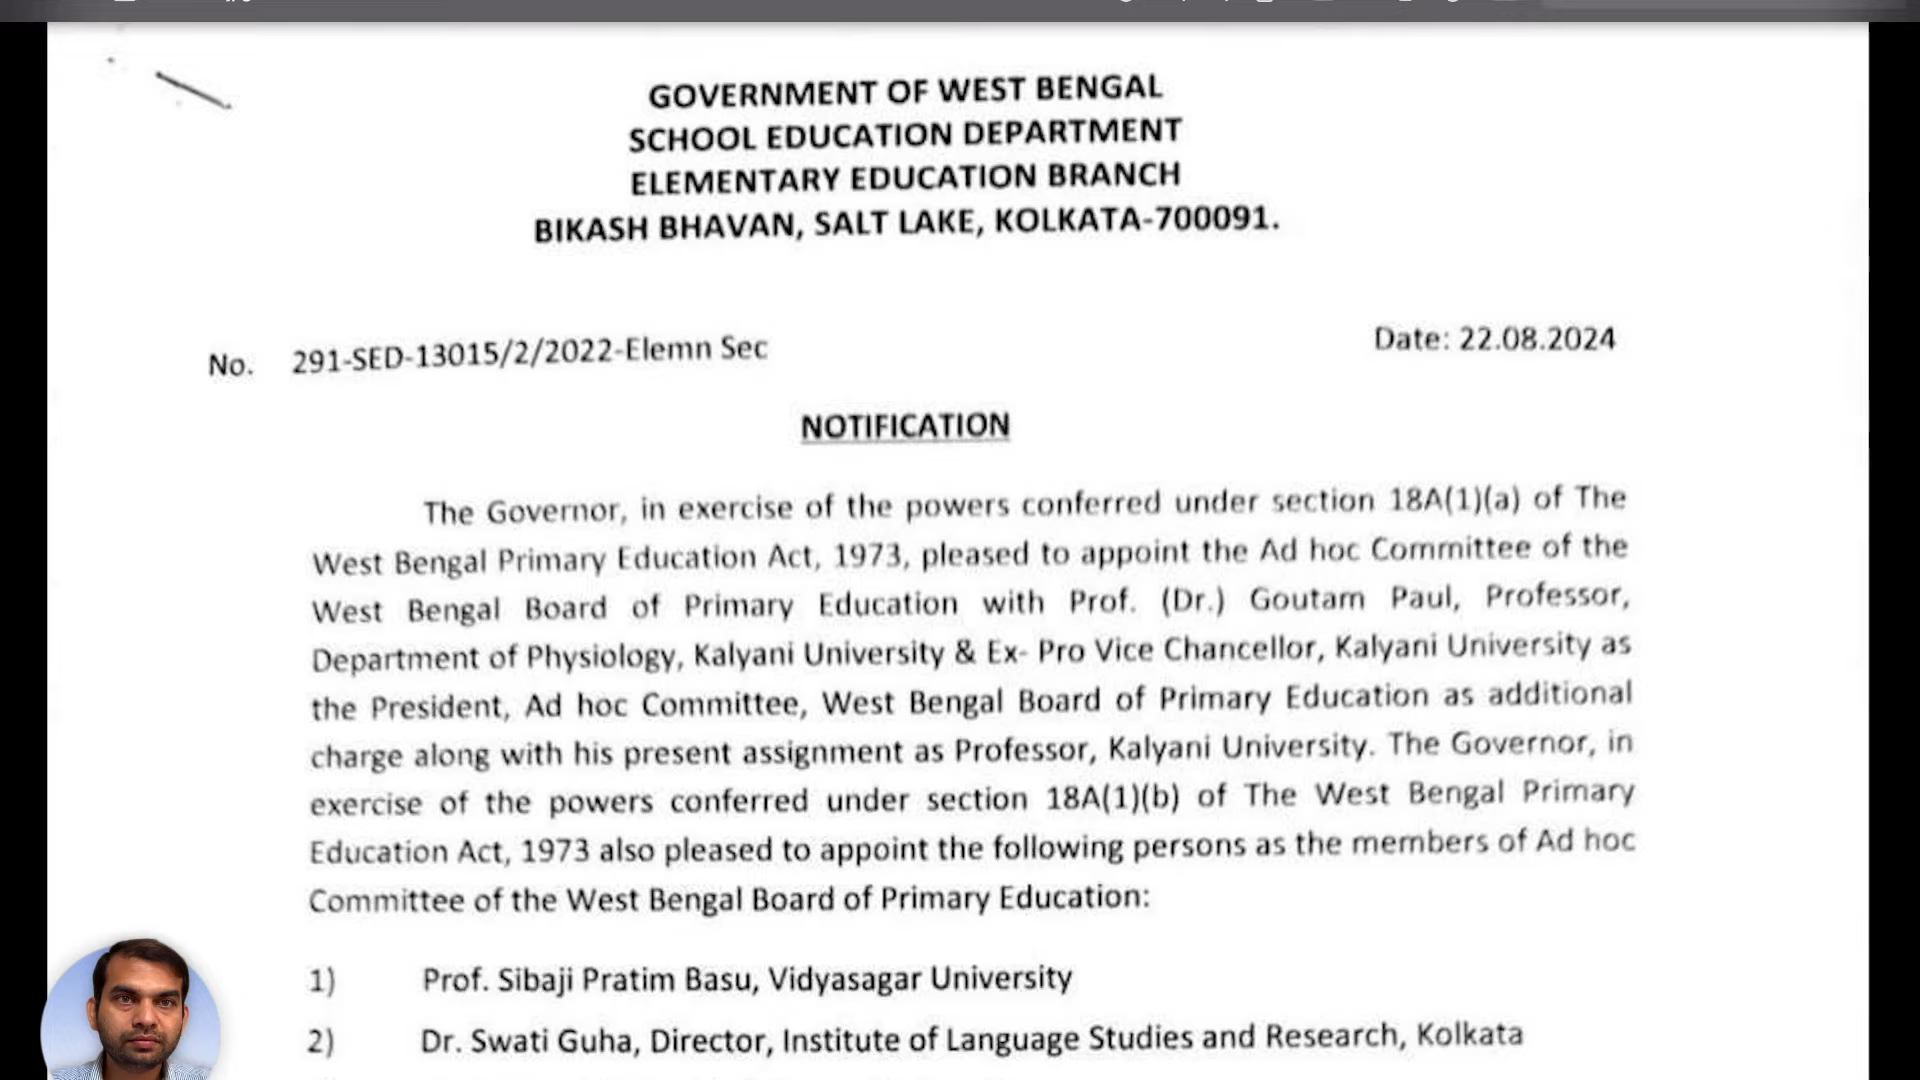 GOVERNMENT OF WEST BENGAL
SCHOOL EDUCATION DEPARTMENT
ELEMENTARY EDUCATION BRANCH
BIKASH BHAVAN, SALT LAKE, KOLKATA-700091.
No. 291-SED-13015/2/2022-Elemn Sec
Date: 22.08.2024
NOTIFICATION
The Governor, in exercise of the powers conferred under section 18A(1)(a) of The
West Bengal Primary Education Act, 1973, pleased to appoint the Ad hoc Committee of the
West Bengal Board of Primary Education with Prof. (Dr.) Goutam Paul, Professor,
Department of Physiology, Kalyani University & Ex- Pro Vice Chancellor, Kalyani University as
the President, Ad hoc Committee, West Bengal Board of Primary Education as additional
charge along with his present assignment as Professor, Kalyani University. The Governor, in
exercise of the powers conferred under section 18A(1)(b) of The West Bengal Primary
Education Act, 1973 also pleased to appoint the following persons as the members of Ad hoc
Committee of the West Bengal Board of Primary Education:
1) Prof. Sibaji Pratim Basu, Vidyasagar University
2) Dr. Swati Guha, Director, Institute of Language Studies and Research, Kolkata